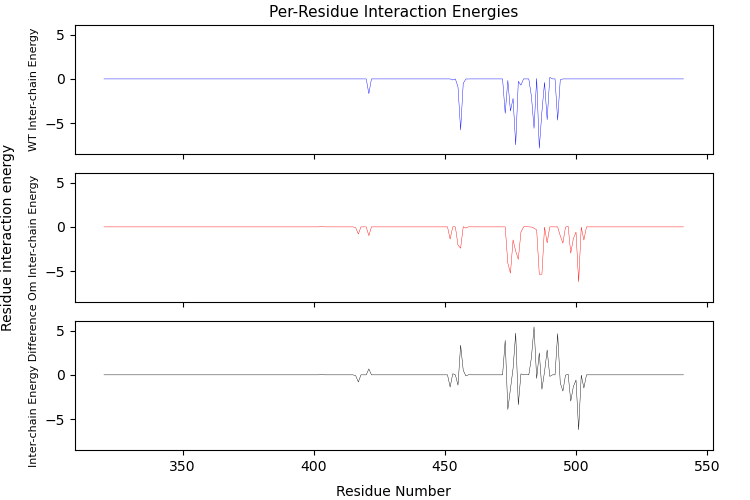 Per-Residue Interaction Energies
Residue interaction energy
WT Inter-chain Energy
5
0
−5
Om Inter-chain Energy
5
0
−5
Inter-chain Energy Difference
5
0
−5
350
400
450
500
550
Residue Number